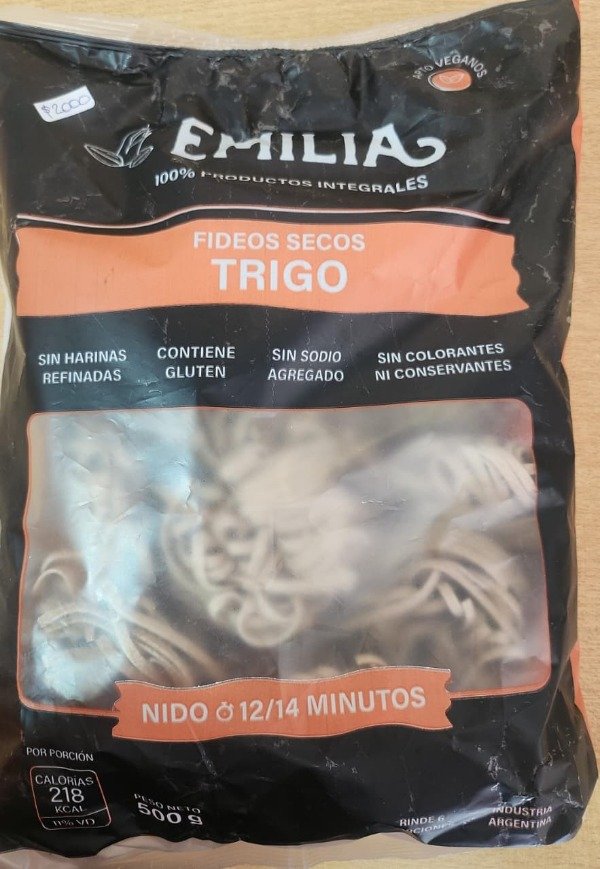 APTO VEGANOS
$2000
EMILIA
100% PRODUCTOS INTEGRALES
FIDEOS SECOS
TRIGO
SIN HARINAS
REFINADAS
CONTIENE
GLUTEN
SIN SODIO
AGREGADO
SIN COLORANTES
NI CONSERVANTES
NIDO 12/14 MINUTOS
POR PORCIÓN
CALORÍAS
218
KCAL
11% VD
PESO NETO
500 g
RINDE 6
INDUSTRIA
ARGENTINA